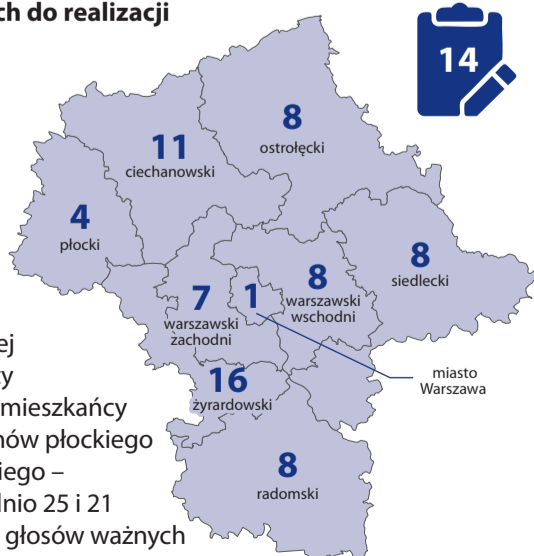 ch do realizacji
14
8
ostrołęcki
11
ciechanowski
4
płocki
8
siedlecki
8
warszawski
wschodni
7
warszawski
zachodni
1
miasto
Warszawa
16
żyrardowski
8
radomski
ej
y
mieszkańcy
nów płockiego
iego –
dnio 25 i 21
głosów ważnych